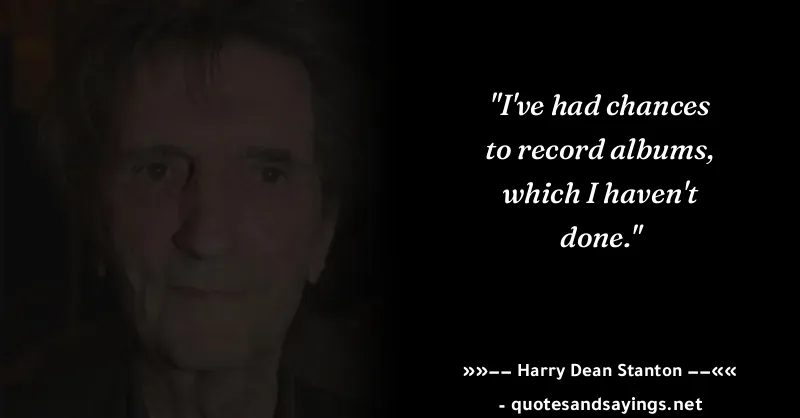 "I've had chances
to record albums,
which I haven't
done."
»»−− Harry Dean Stanton −−««
- quotesandsayings.net